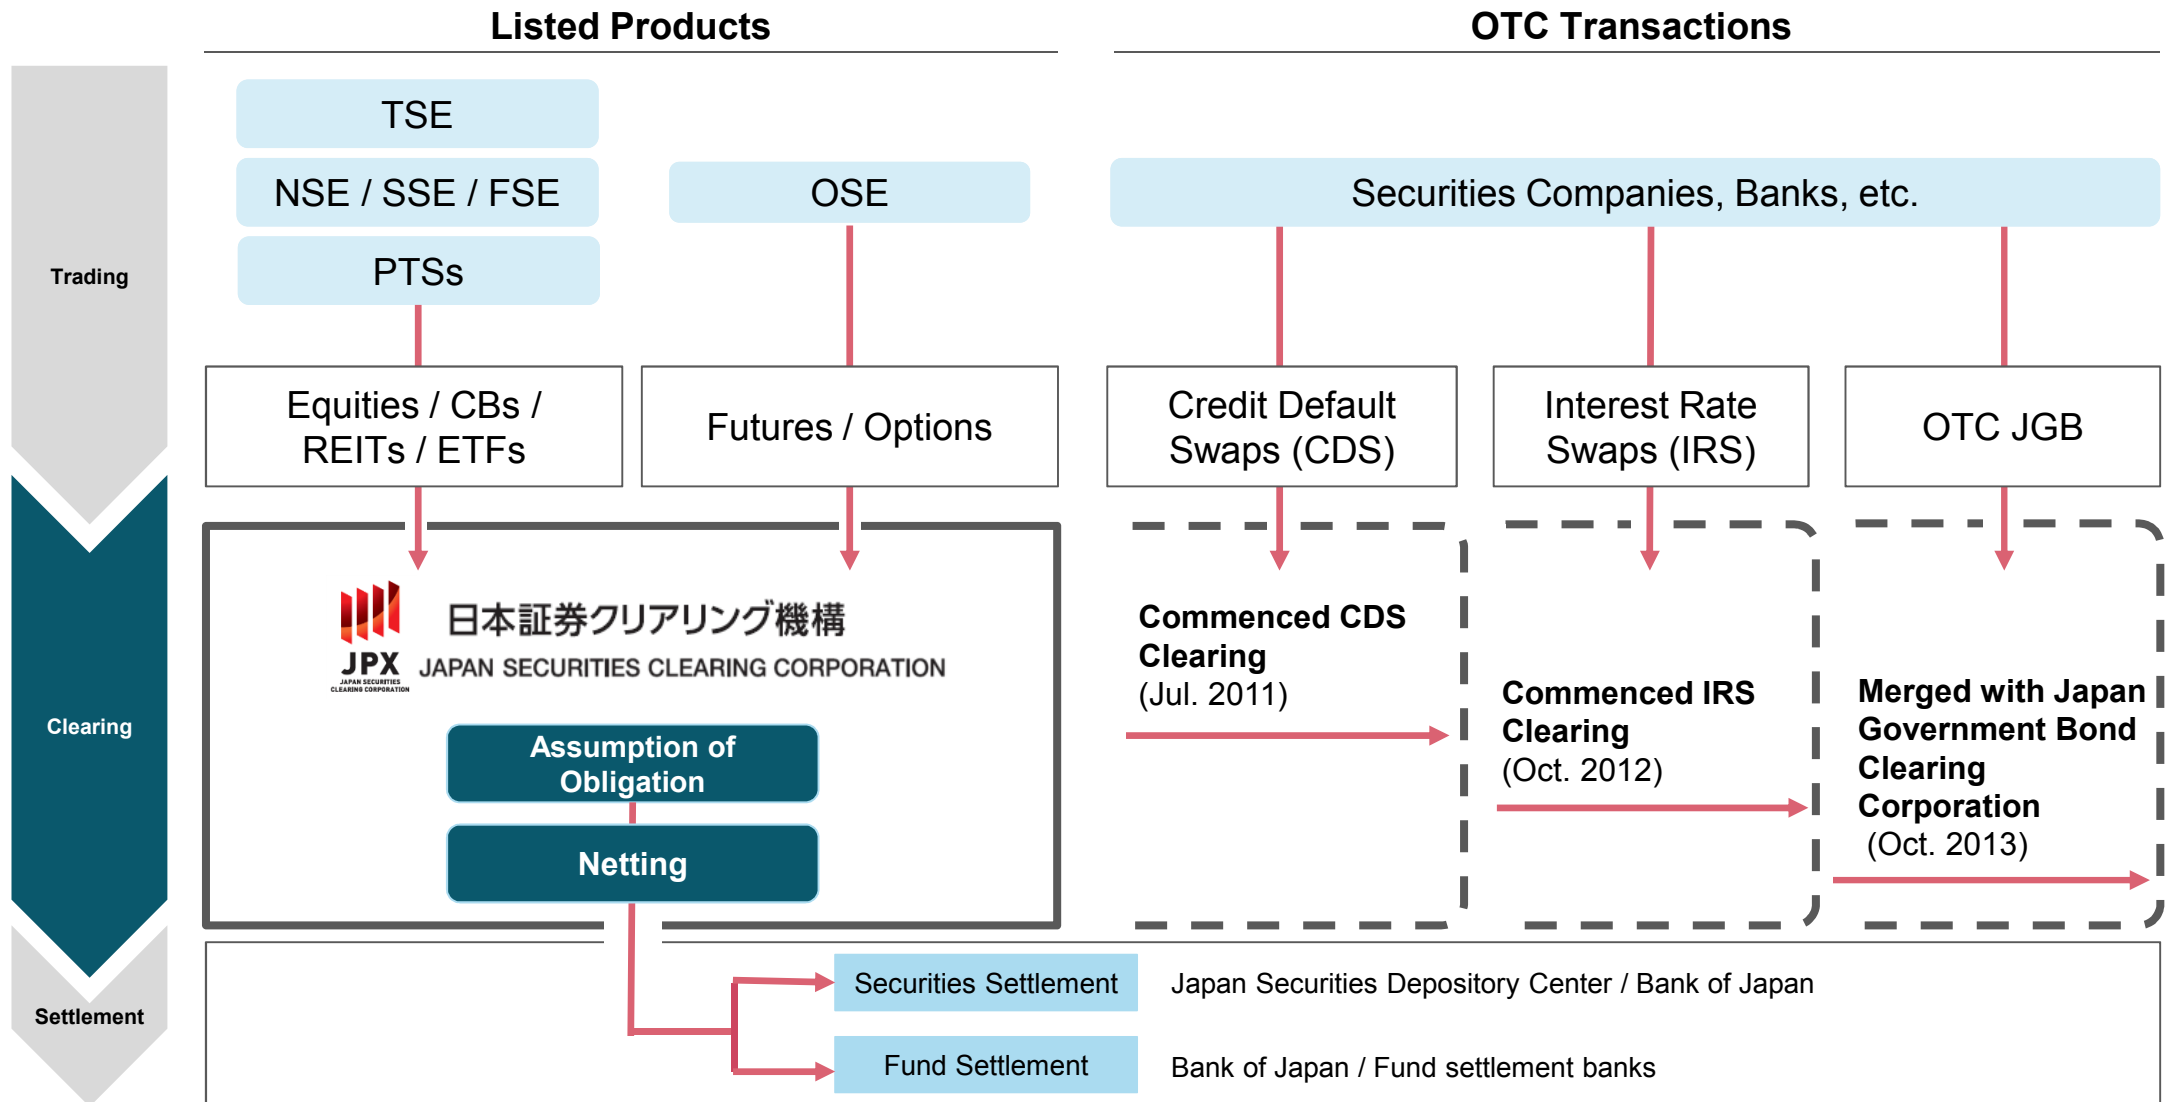 Listed Products
OTC Transactions
Trading
TSE
NSE / SSE / FSE
PTSs
OSE
Securities Companies, Banks, etc.
Equities / CBs /
REITs / ETFs
Futures / Options
Credit Default
Swaps (CDS)
Interest Rate
Swaps (IRS)
OTC JGB
Clearing
JPX
JAPAN SECURITIES
CLEARING CORPORATION
日本証券クリアリング機構
JAPAN SECURITIES CLEARING CORPORATION
Assumption of
Obligation
Netting
Commenced CDS
Clearing
(Jul. 2011)
Commenced IRS
Clearing
(Oct. 2012)
Merged with Japan
Government Bond
Clearing
Corporation
(Oct. 2013)
Settlement
Securities Settlement
Japan Securities Depository Center / Bank of Japan
Fund Settlement
Bank of Japan / Fund settlement banks